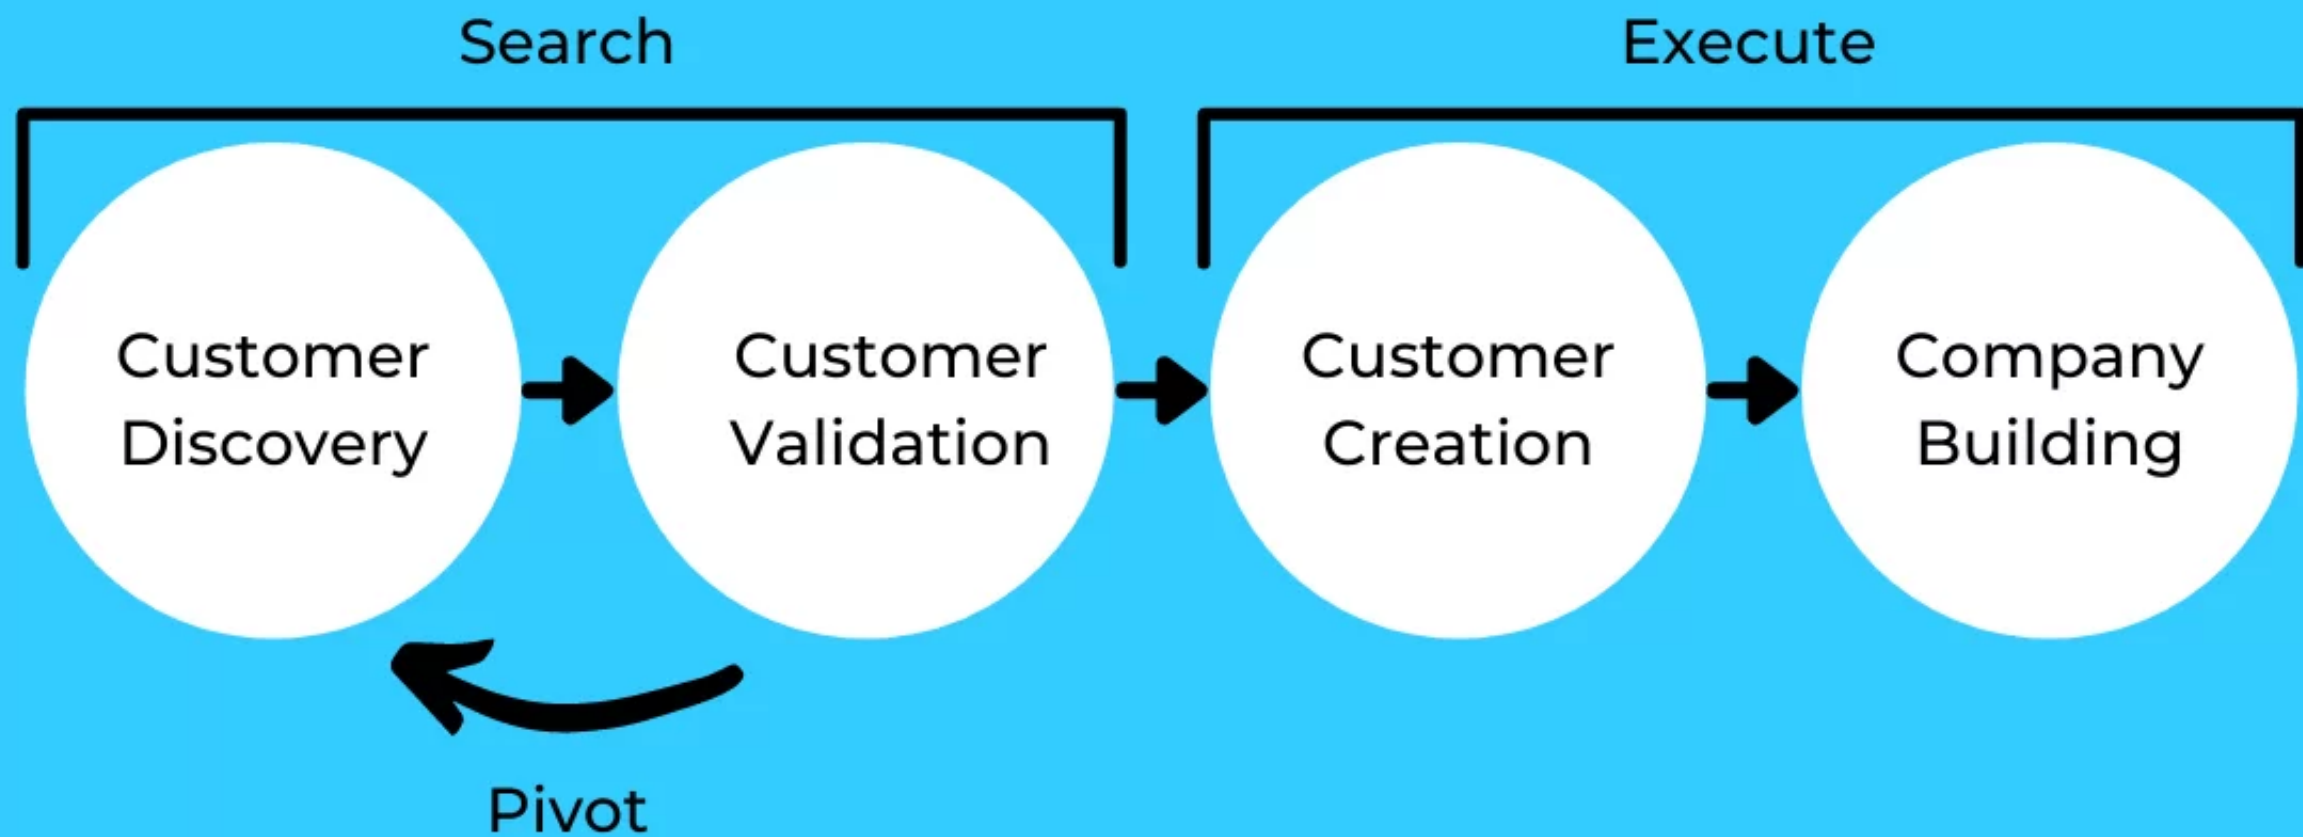 Search
Execute
Customer
Discovery
Customer
Validation
Customer
Creation
Company
Building
Pivot